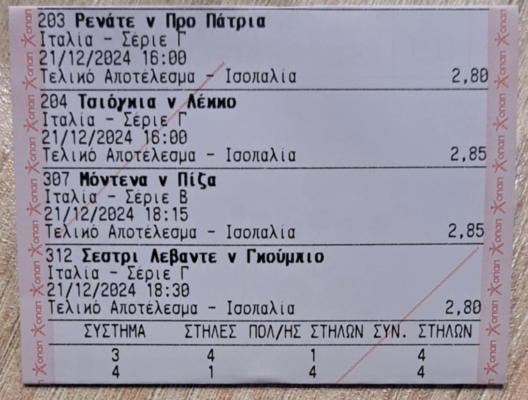 203 Ρενάτε v Προ Πάτρια
Ιταλία - Σέριε Γ
21/12/2024 16:00
Τελικό Αποτέλεσμα - Ισοπαλία 2,80
204 Τσιόγκια v Λέκκο
Ιταλία - Σέριε Γ
21/12/2024 16:00
Τελικό Αποτέλεσμα - Ισοπαλία 2,85
307 Μόντενα v Πίζα
Ιταλία - Σέριε Β
21/12/2024 18:15
Τελικό Αποτέλεσμα - Ισοπαλία 2,85
312 Σεστρι Λεβαντε v Γκούμπιο
Ιταλία - Σέριε Γ
21/12/2024 18:30
Τελικό Αποτέλεσμα - Ισοπαλία 2,80
ΣΥΣΤΗΜΑ ΣΤΗΛΕΣ ΠΟΛ/ΗΣ ΣΤΗΛΩΝ ΣΥΝ. ΣΤΗΛΩΝ
3 4 1 4
4 1 4 4